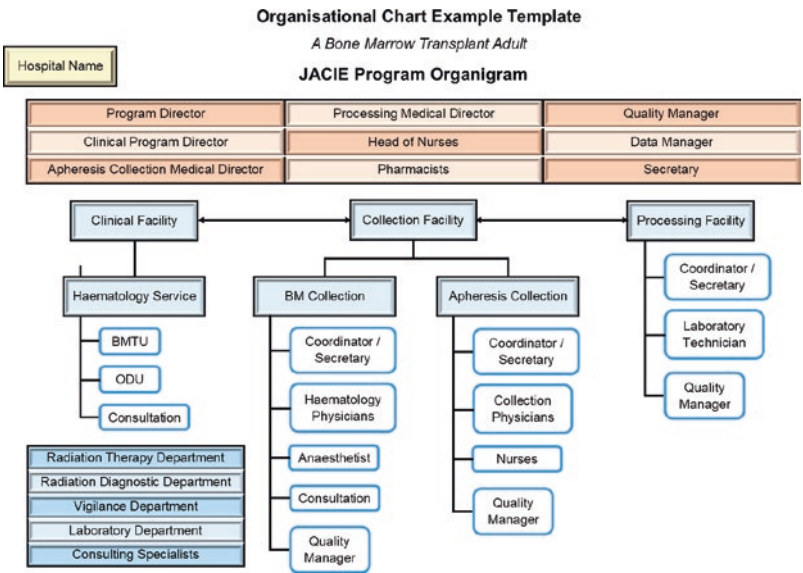 Organisational Chart Example Template
A Bone Marrow Transplant Adult
Hospital Name
JACIE Program Organigram
Program Director
Processing Medical Director
Quality Manager
Clinical Program Director
Head of Nurses
Data Manager
Apheresis Collection Medical Director
Pharmacists
Secretary
Clinical Facility
Collection Facility
Processing Facility
Haematology Service
BMTU
ODU
Consultation
BM Collection
Coordinator /
Secretary
Haematology
Physicians
Anaesthetist
Consultation
Quality
Manager
Apheresis Collection
Coordinator /
Secretary
Collection
Physicians
Nurses
Quality
Manager
Coordinator /
Secretary
Laboratory
Technician
Quality
Manager
Radiation Therapy Department
Radiation Diagnostic Department
Vigilance Department
Laboratory Department
Consulting Specialists